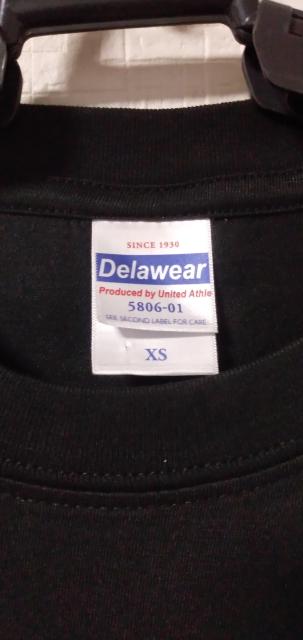 SINCE 1930
Delawear
Produced by United Athle
5806-01
SEE SECOND LABEL FOR CARE
XS